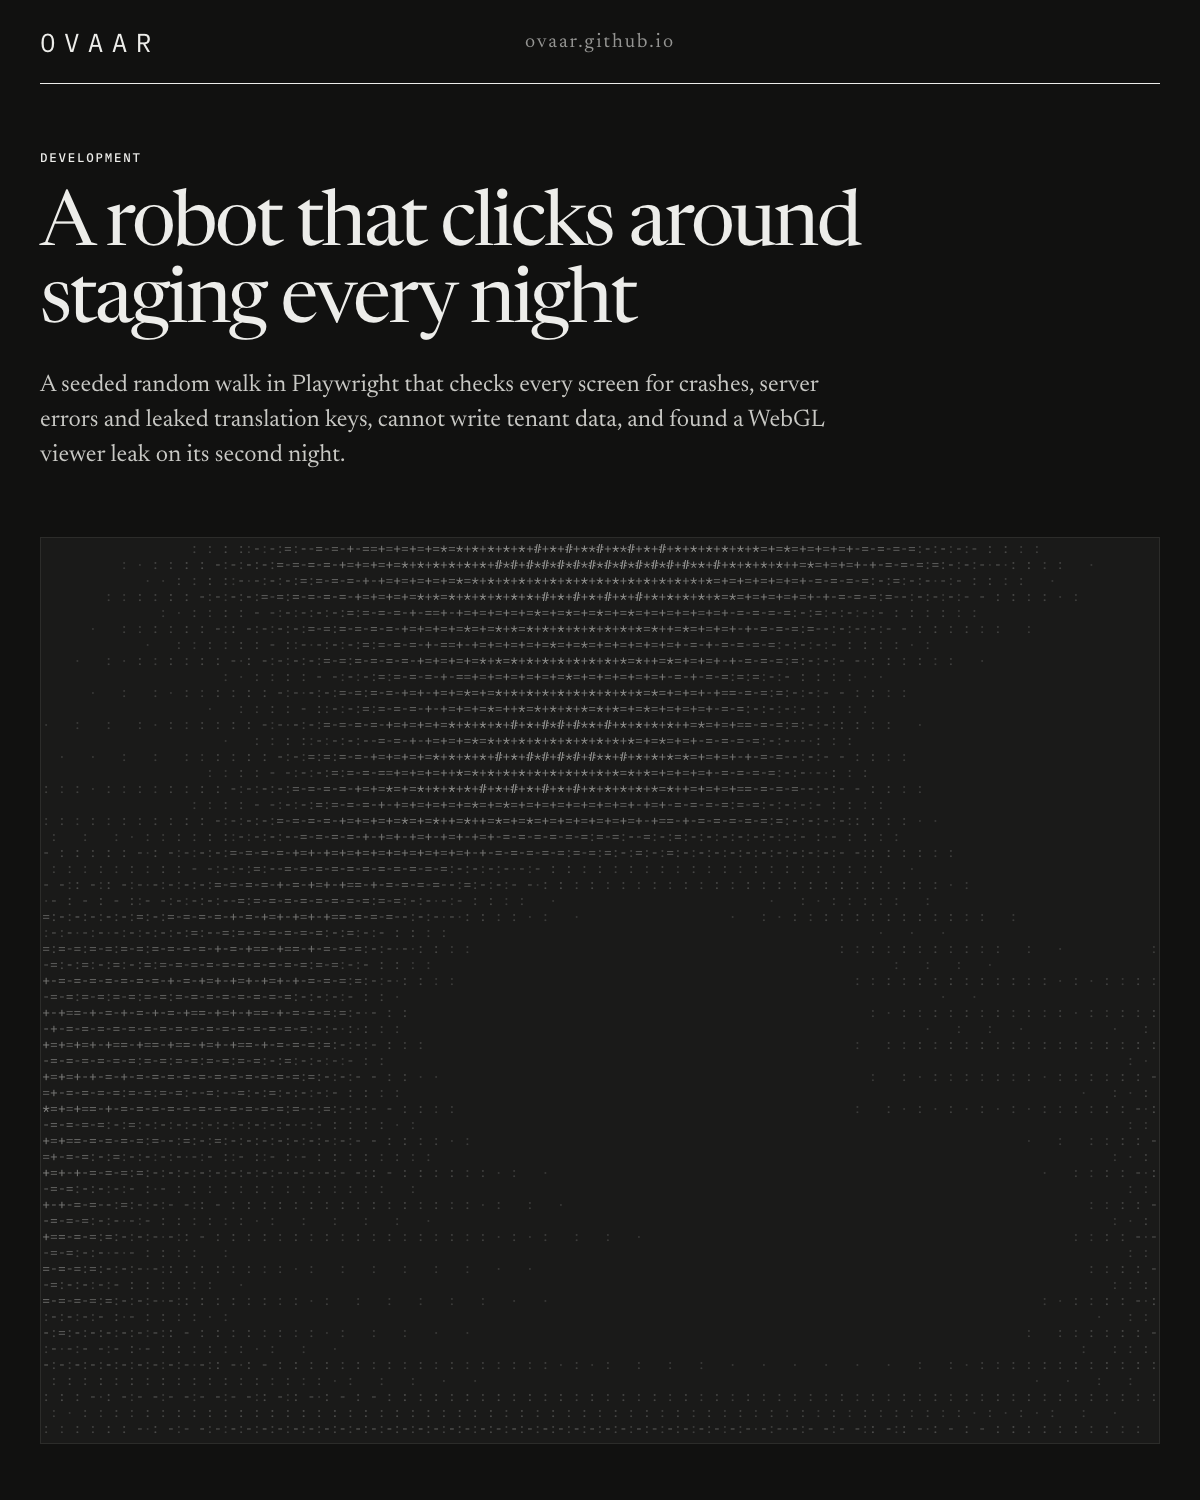 OVAAR
ovaar.github.io
DEVELOPMENT
A robot that clicks around
staging every night
A seeded random walk in Playwright that checks every screen for crashes, server
errors and leaked translation keys, cannot write tenant data, and found a WebGL
viewer leak on its second night.